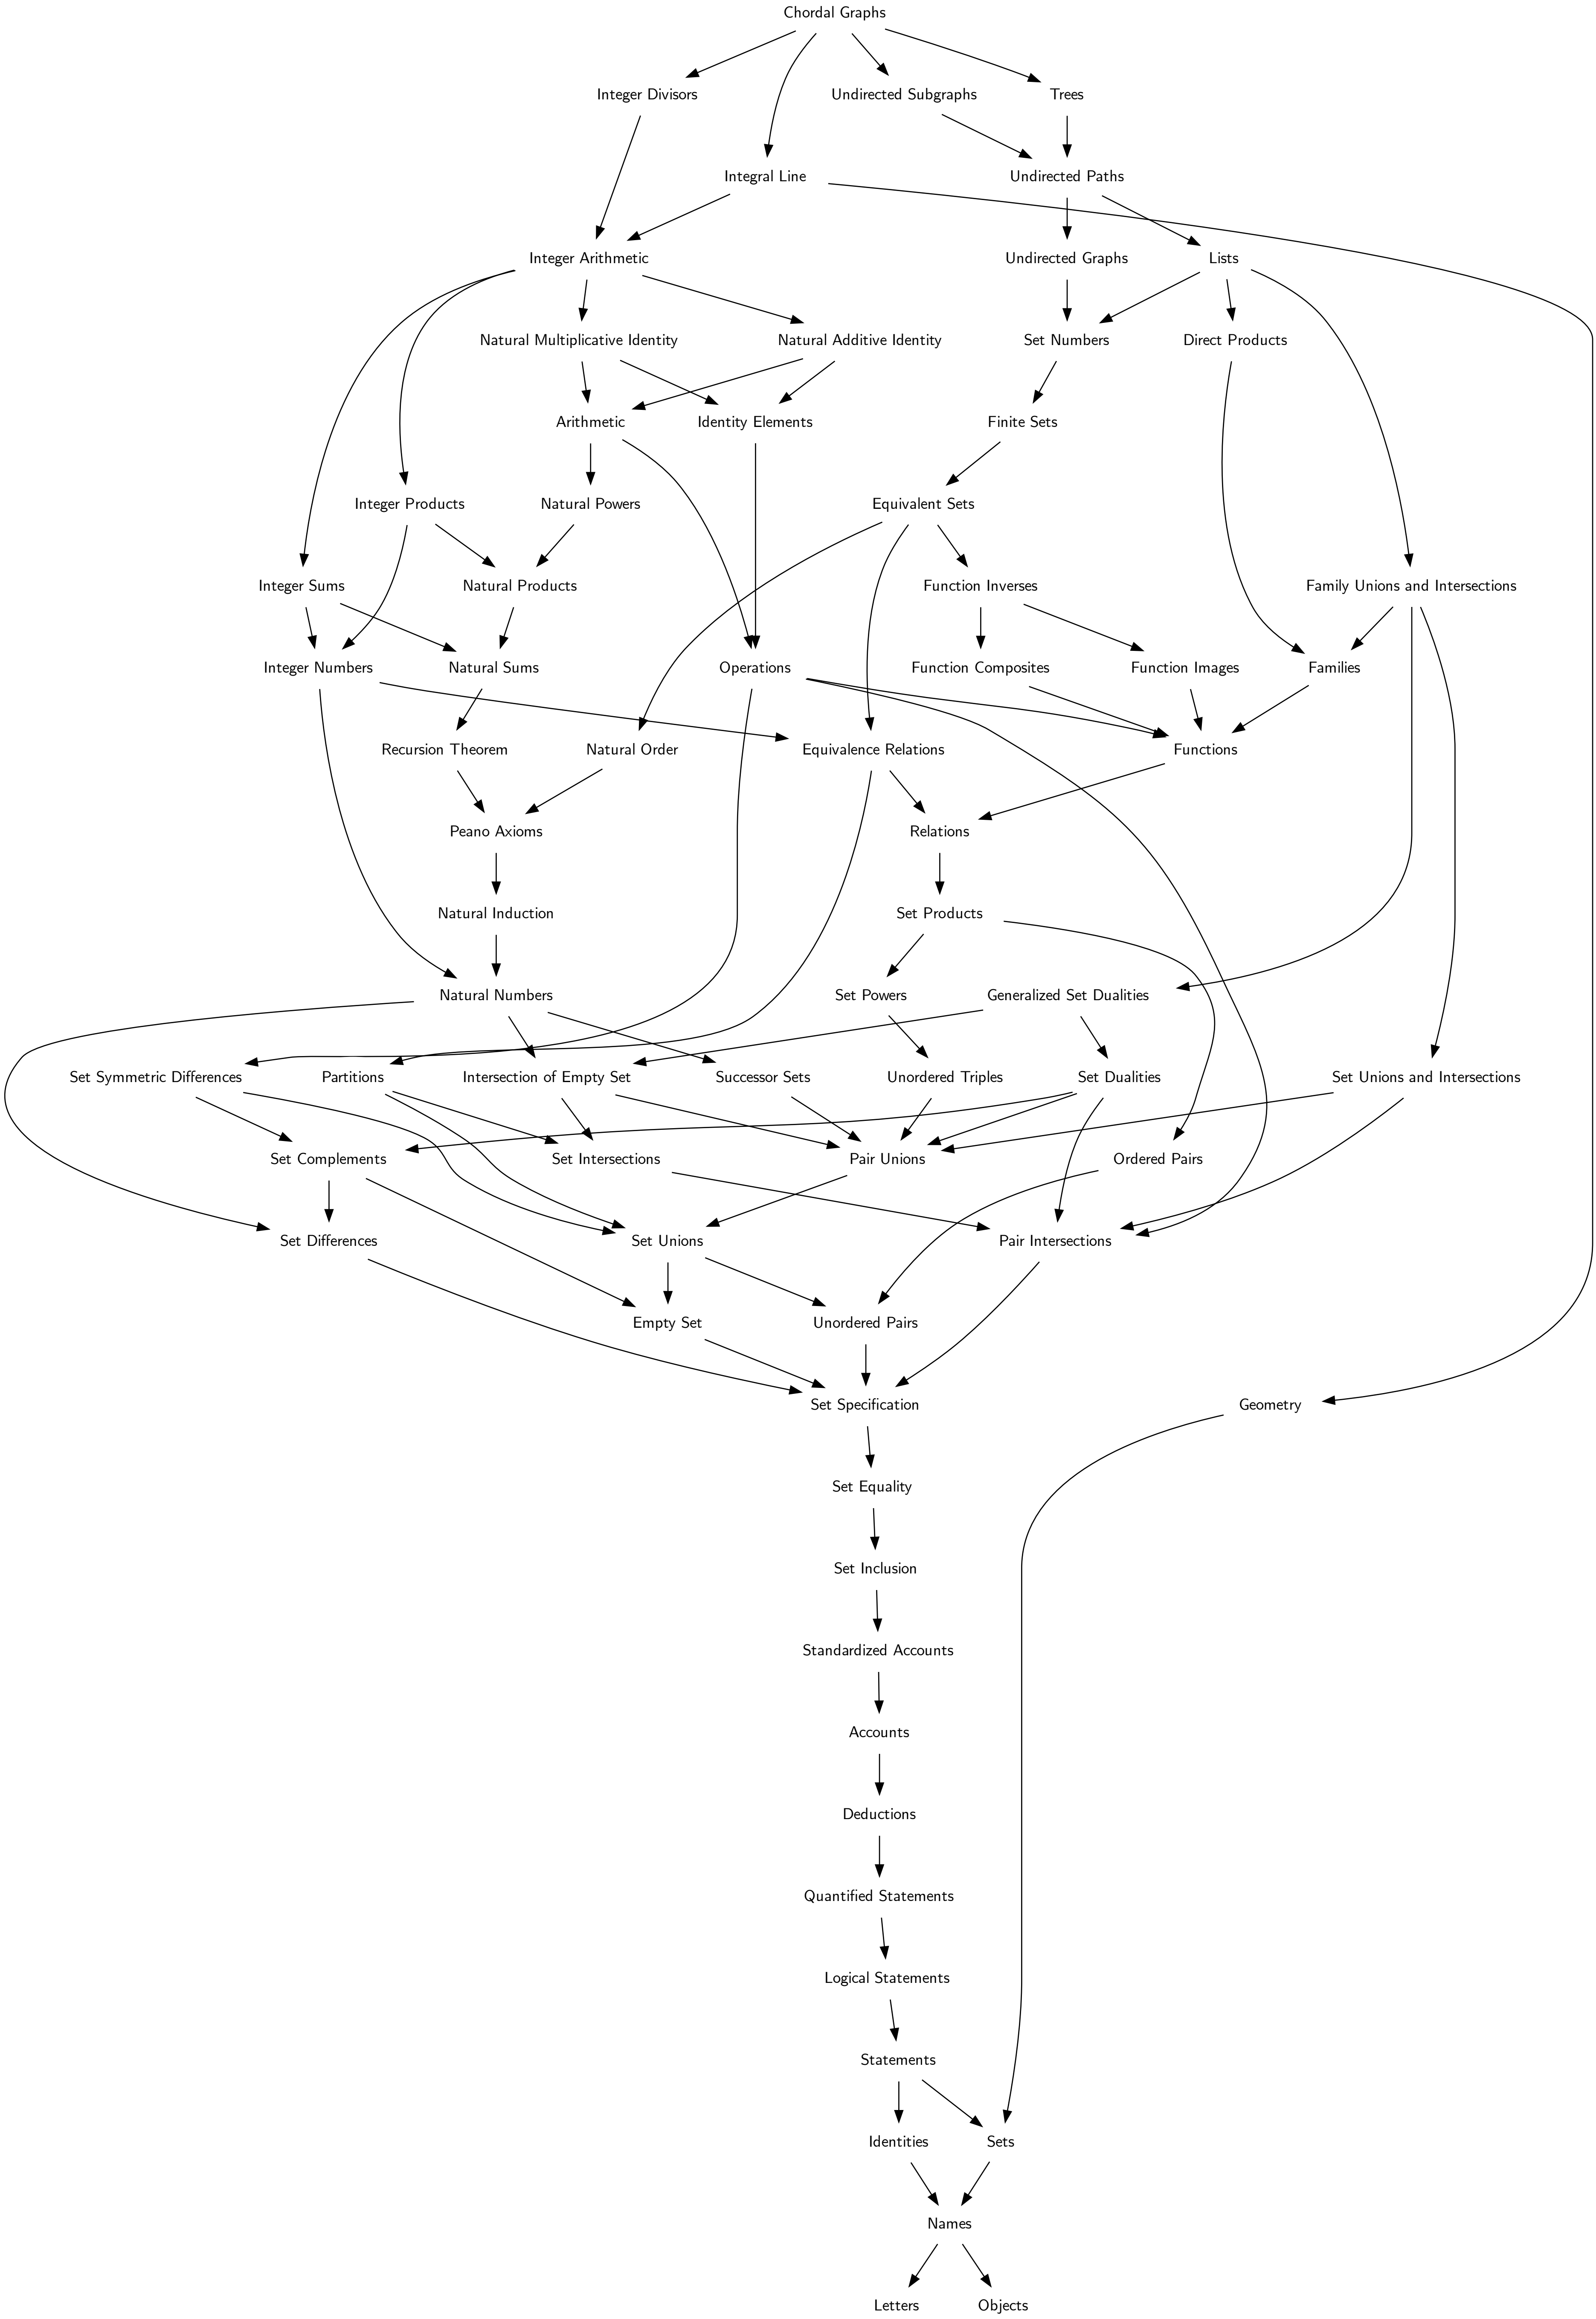 Chordal Graphs
Integer Divisors
Undirected Subgraphs
Trees
Integral Line
Undirected Paths
Integer Arithmetic
Undirected Graphs
Lists
Natural Multiplicative Identity
Natural Additive Identity
Set Numbers
Direct Products
Arithmetic
Identity Elements
Finite Sets
Integer Products
Natural Powers
Equivalent Sets
Integer Sums
Natural Products
Function Inverses
Family Unions and Intersections
Integer Numbers
Natural Sums
Operations
Function Composites
Function Images
Families
Recursion Theorem
Natural Order
Equivalence Relations
Functions
Peano Axioms
Relations
Natural Induction
Set Products
Natural Numbers
Set Powers
Generalized Set Dualities
Set Symmetric Differences
Partitions
Intersection of Empty Set
Successor Sets
Unordered Triples
Set Dualities
Set Unions and Intersections
Set Complements
Set Intersections
Pair Unions
Ordered Pairs
Set Differences
Set Unions
Pair Intersections
Empty Set
Unordered Pairs
Set Specification
Geometry
Set Equality
Set Inclusion
Standardized Accounts
Accounts
Deductions
Quantified Statements
Logical Statements
Statements
Identities
Sets
Names
Letters
Objects